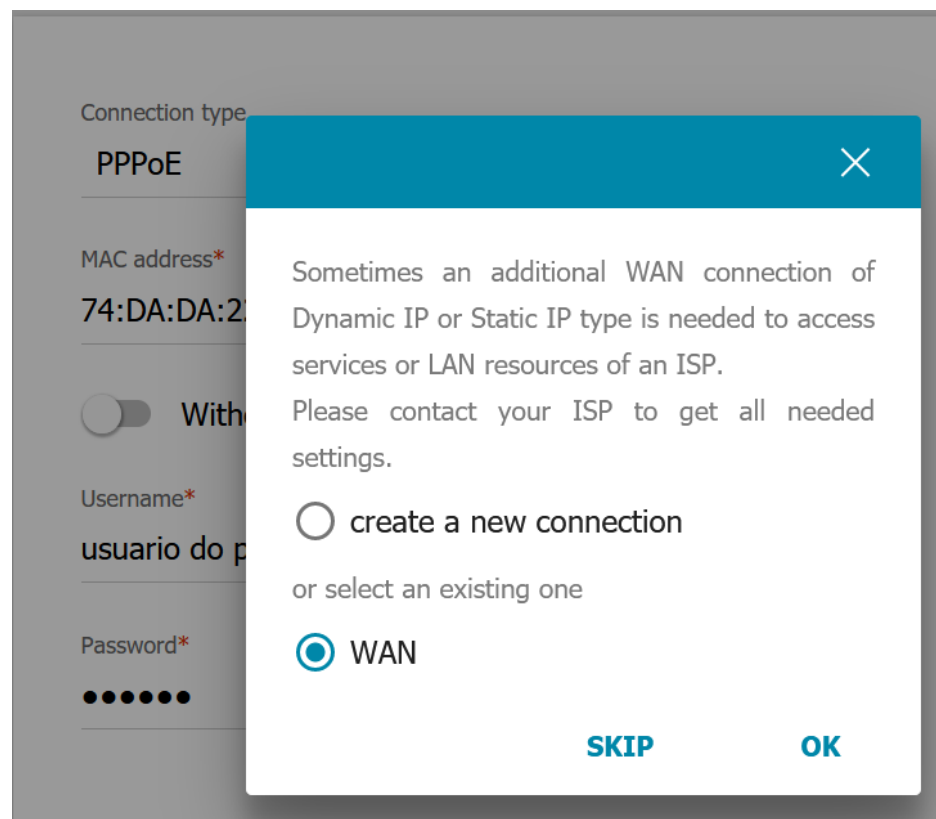 Connection type
PPPoE
MAC address*
74:DA:DA:2
Username*
usuario do
Password*
Sometimes an additional WAN connection of
Dynamic IP or Static IP type is needed to access
services or LAN resources of an ISP.
Please contact your ISP to get all needed
settings.
create a new connection
or select an existing one
WAN
SKIP OK